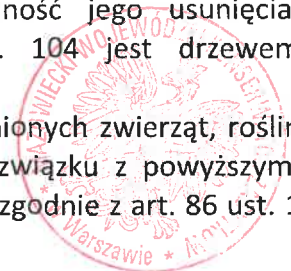 ność jego usunięcia
. 104 jest drzewem
nionych zwierząt, roślin
związku z powyższym
zgodnie z art. 86 ust. 1
Warszawie *